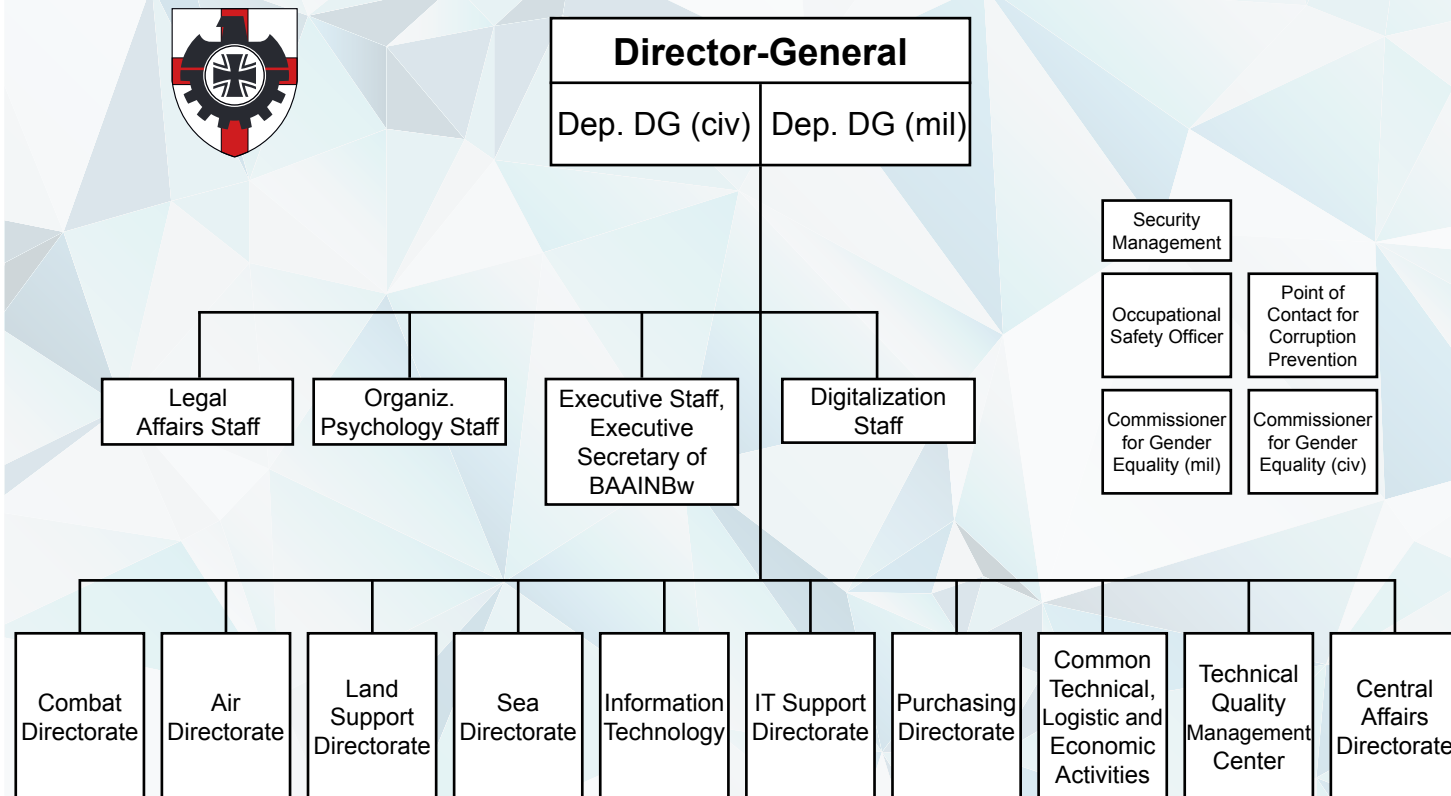 Director-General
Dep. DG (civ)
Dep. DG (mil)
Security
Management
Occupational
Safety Officer
Point of
Contact for
Corruption
Prevention
Commissioner
for Gender
Equality (mil)
Commissioner
for Gender
Equality (civ)
Legal
Affairs Staff
Organiz.
Psychology Staff
Executive Staff,
Executive
Secretary of
BAAINBw
Digitalization
Staff
Combat
Directorate
Air
Directorate
Land
Support
Directorate
Sea
Directorate
Information
Technology
IT Support
Directorate
Purchasing
Directorate
Common
Technical,
Logistic and
Economic
Activities
Technical
Quality
Management
Center
Central
Affairs
Directorate